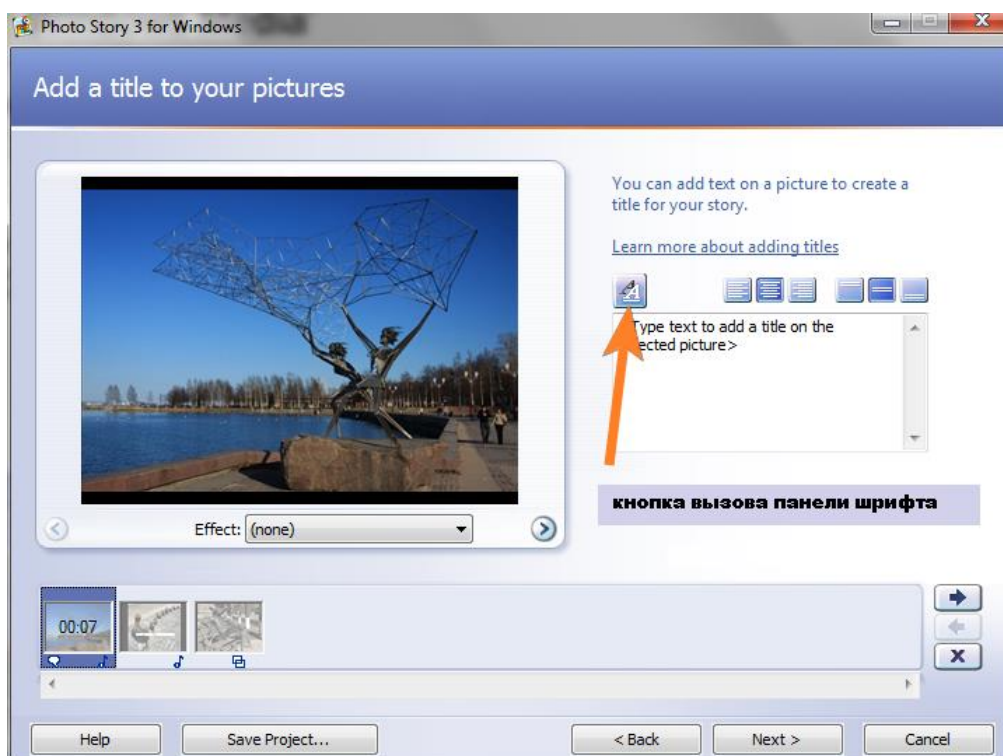 Photo Story 3 for Windows
Add a title to your pictures
You can add text on a picture to create a
title for your story.
Learn more about adding titles
Type text to add a title on the
picture>
кнопка вызова панели шрифта
Effect: (none)
00:07
Help
Save Project...
< Back
Next >
Cancel